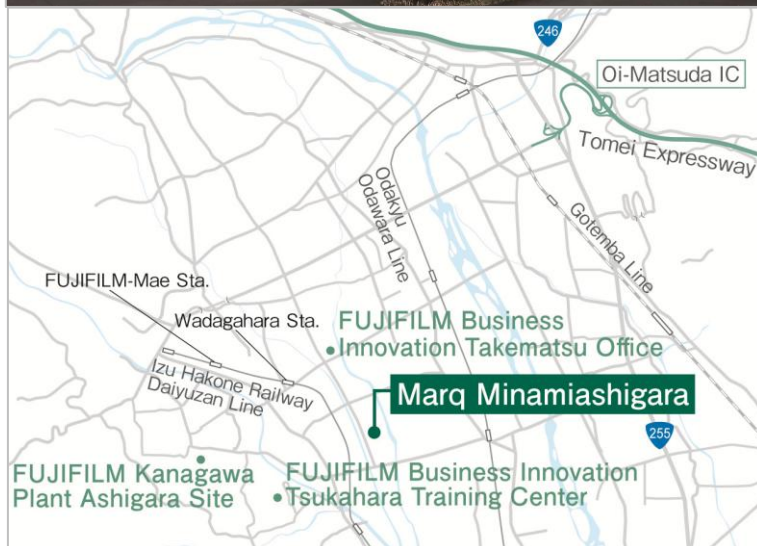 246
Oi-Matsuda IC
Tomei Expressway
Odakyu
Odawara Line
Gotemba Line
FUJIFILM-Mae Sta.
Wadagahara Sta.
FUJIFILM Business
Innovation Takematsu Office
Izu Hakone Railway
Daiyuzan Line
Marq Minamiashigara
255
FUJIFILM Kanagawa
Plant Ashigara Site
FUJIFILM Business Innovation
Tsukahara Training Center